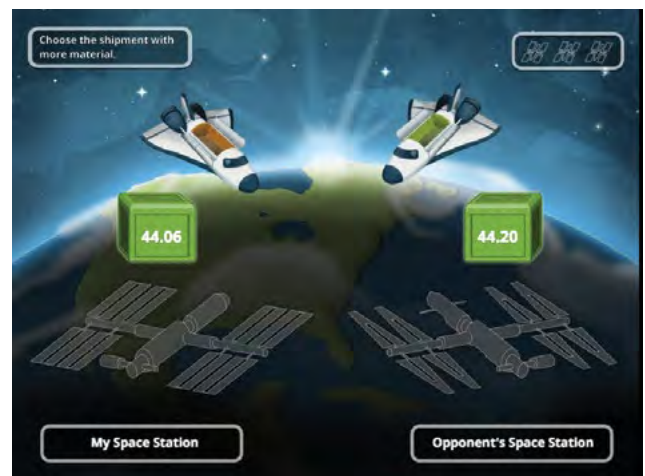 Choose the shipment with
more material.
44.06
44.20
My Space Station
Opponent's Space Station